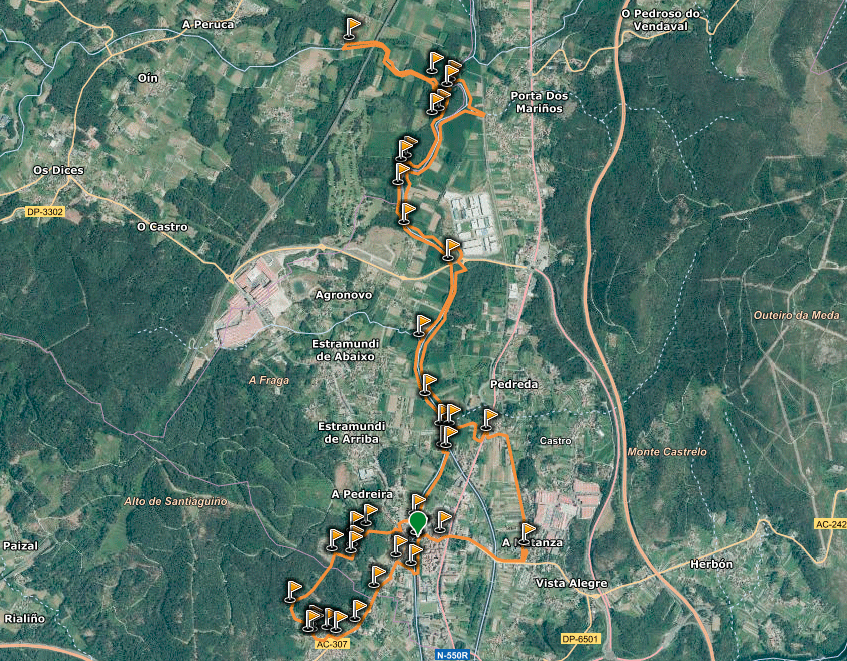 A Peruca
O Pedroso do
Vendaval
Oín
Porta Dos
Mariños
Os Dices
DP-3302
O Castro
Agronovo
Outeiro da Meda
Estramundi
de Abaixo
A Fraga
Pedreda
Estramundi
de Arriba
Castro
Monte Castrelo
A Pedreira
Alto de Santiaguiño
AC-242
Paizal
Herbón
Vista Alegre
Rialiño
AC-307
DP-6501
N-550R